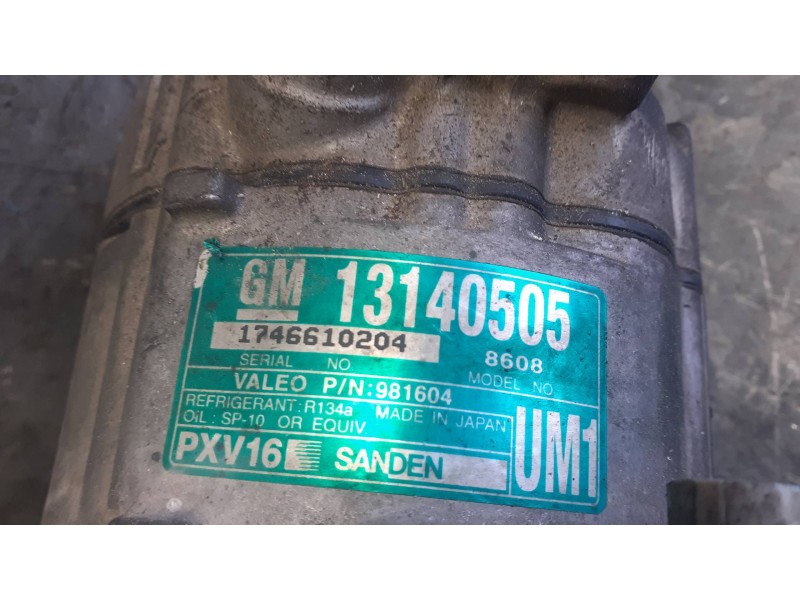 GM 13140505
1746610204 8608
SERIAL NO. MODEL NO.
VALEO P/N:981604
REFRIGERANT:R134a MADE IN JAPAN
OIL:SP-10 OR EQUIV. UM1
PXV16 SANDEN